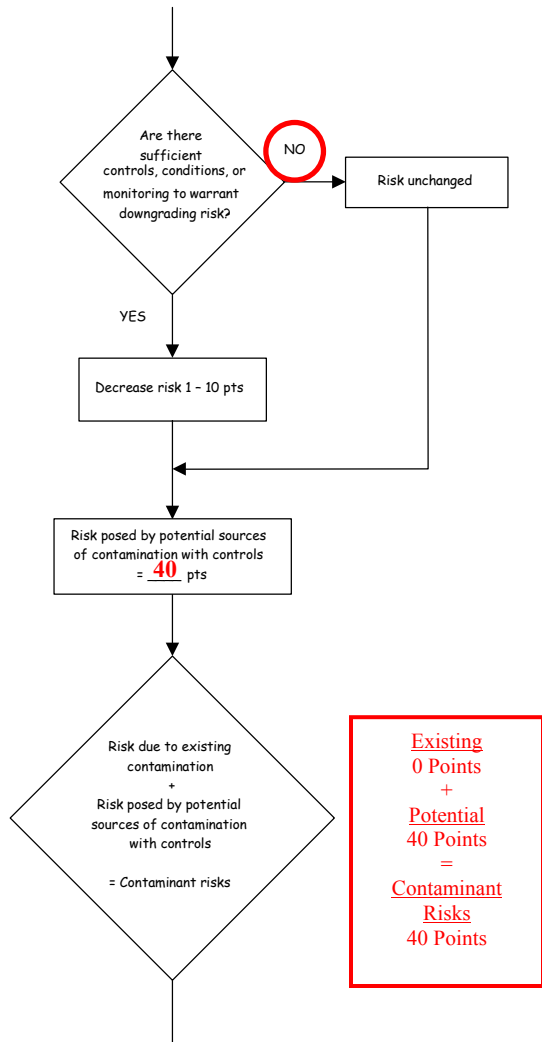 Are there
sufficient
controls, conditions, or
monitoring to warrant
downgrading risk?
NO
Risk unchanged
YES
Decrease risk 1 – 10 pts
Risk posed by potential sources
of contamination with controls
= 40 pts
Risk due to existing
contamination
+
Risk posed by potential
sources of contamination
with controls
= Contaminant risks
Existing
0 Points
+
Potential
40 Points
=
Contaminant
Risks
40 Points